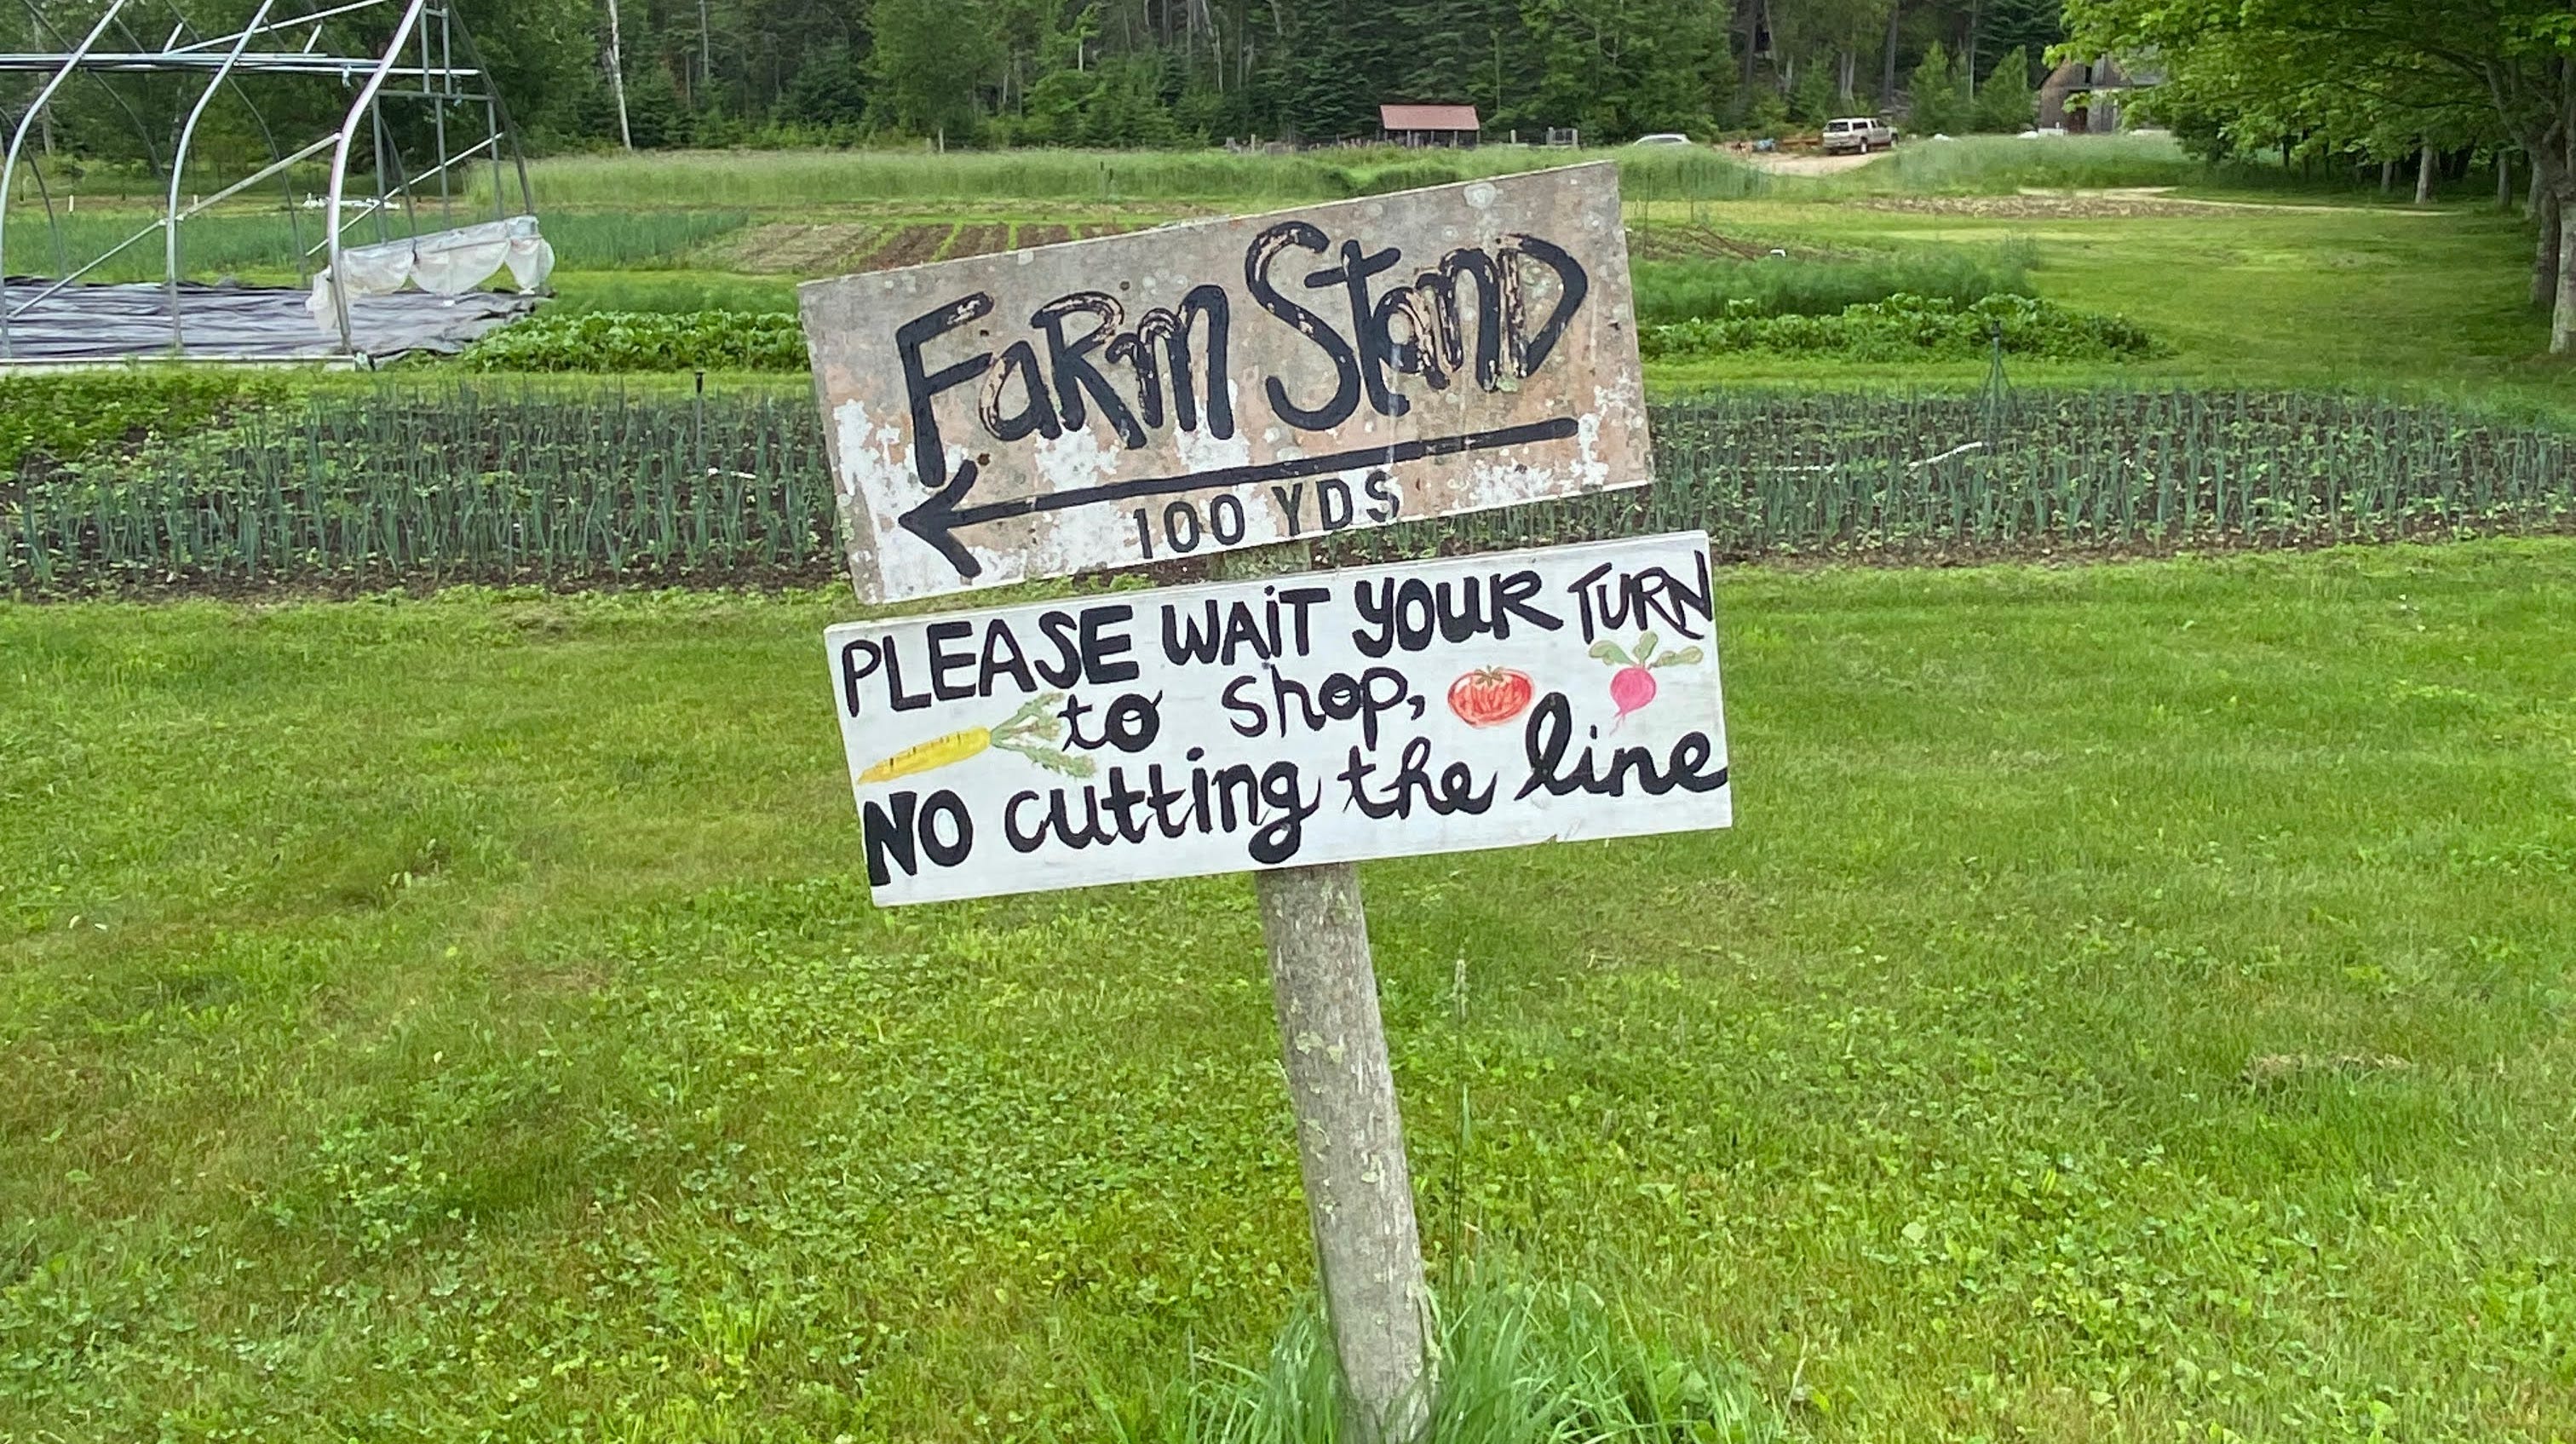 FaRm StanD
100 YDS
PLEASE WAiT YOUR TURN
to shop,
NO cutting the line